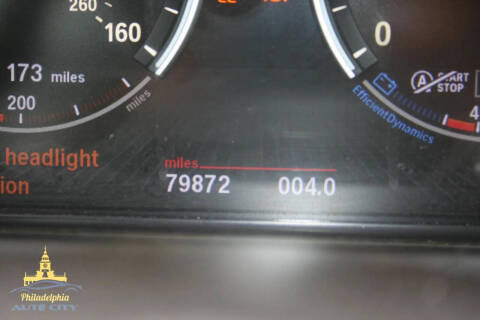 260
160
0
173 miles
200
miles
START
STOP
EfficientDynamics
4
headlight
ion
miles
79872 004.0
Philadelphia
AUTO CITY